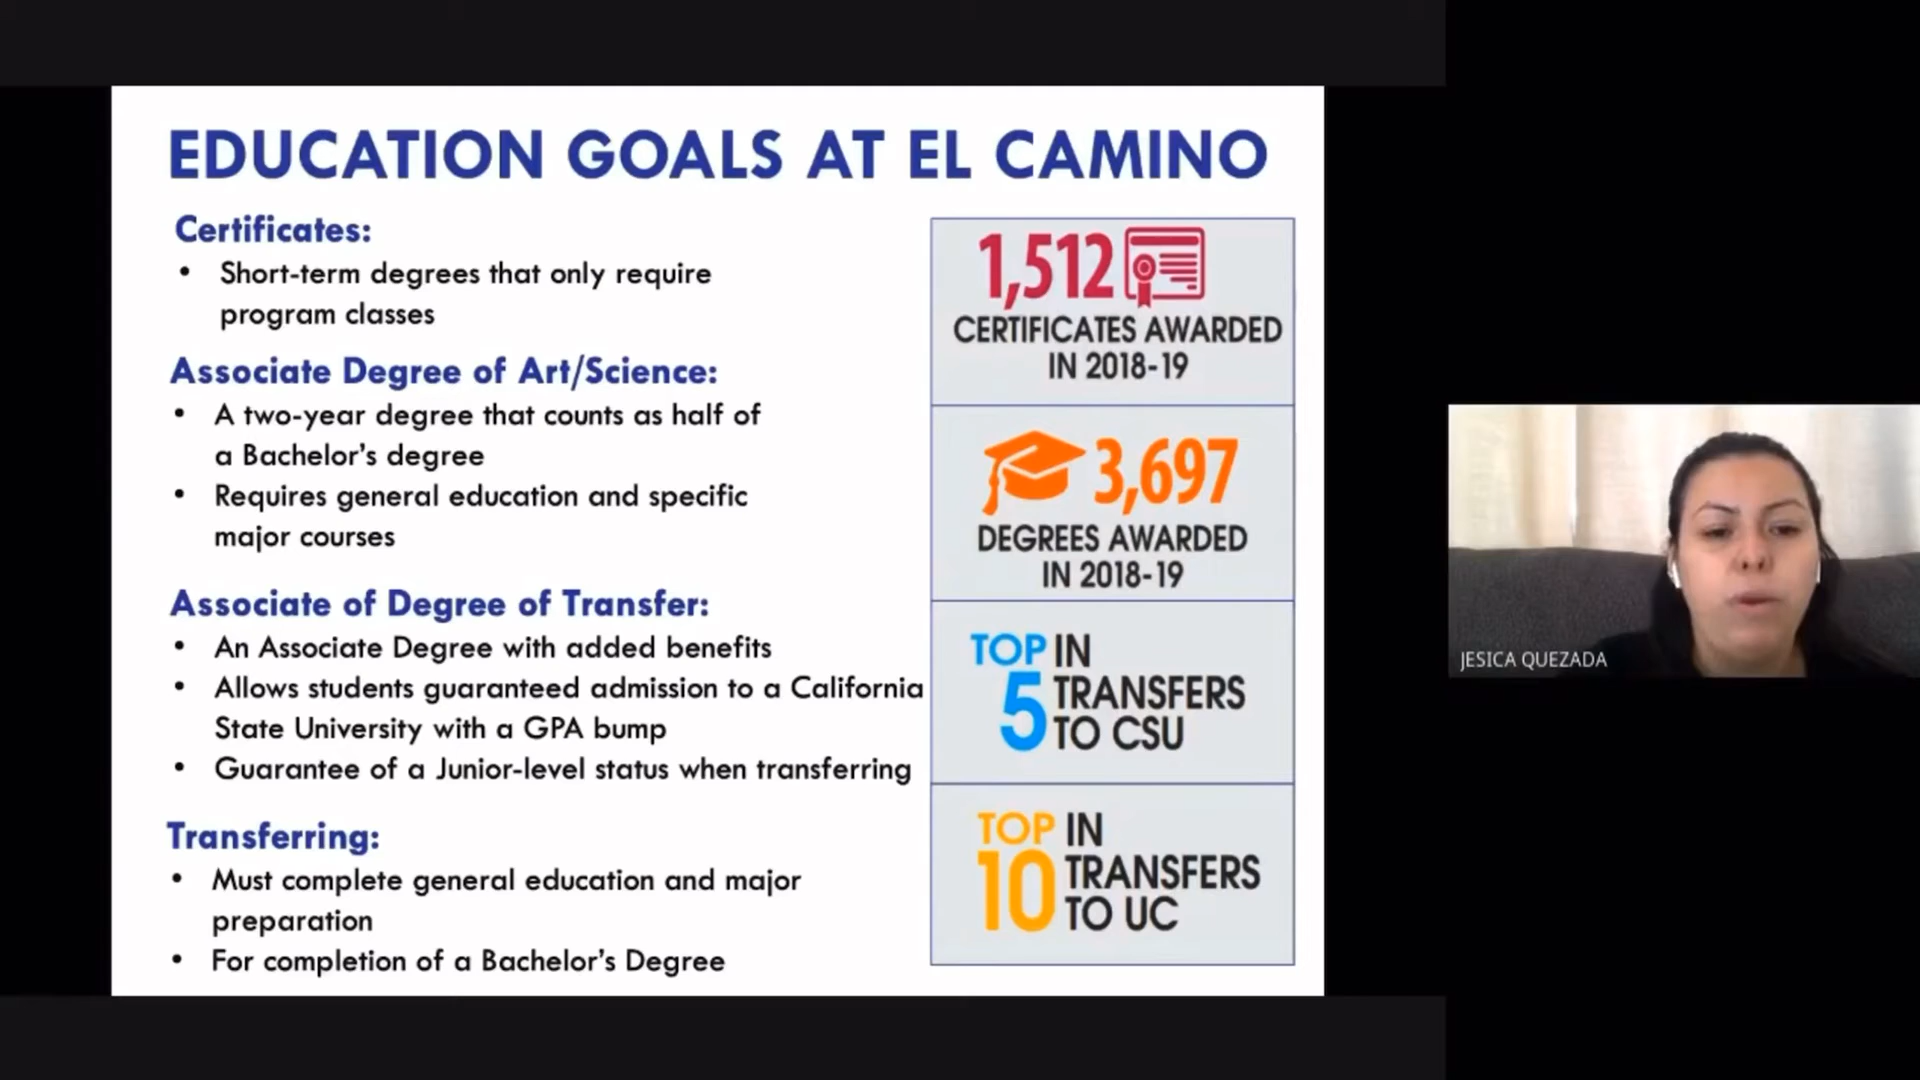 EDUCATION GOALS AT EL CAMINO
Certificates:
• Short-term degrees that only require
program classes
Associate Degree of Art/Science:
• A two-year degree that counts as half of
a Bachelor's degree
• Requires general education and specific
major courses
Associate of Degree of Transfer:
• An Associate Degree with added benefits
• Allows students guaranteed admission to a California
State University with a GPA bump
• Guarantee of a Junior-level status when transferring
Transferring:
• Must complete general education and major
preparation
• For completion of a Bachelor's Degree
1,512
CERTIFICATES AWARDED
IN 2018-19
3,697
DEGREES AWARDED
IN 2018-19
TOP IN
5 TRANSFERS
TO CSU
TOP IN
10 TRANSFERS
TO UC
JESICA QUEZADA